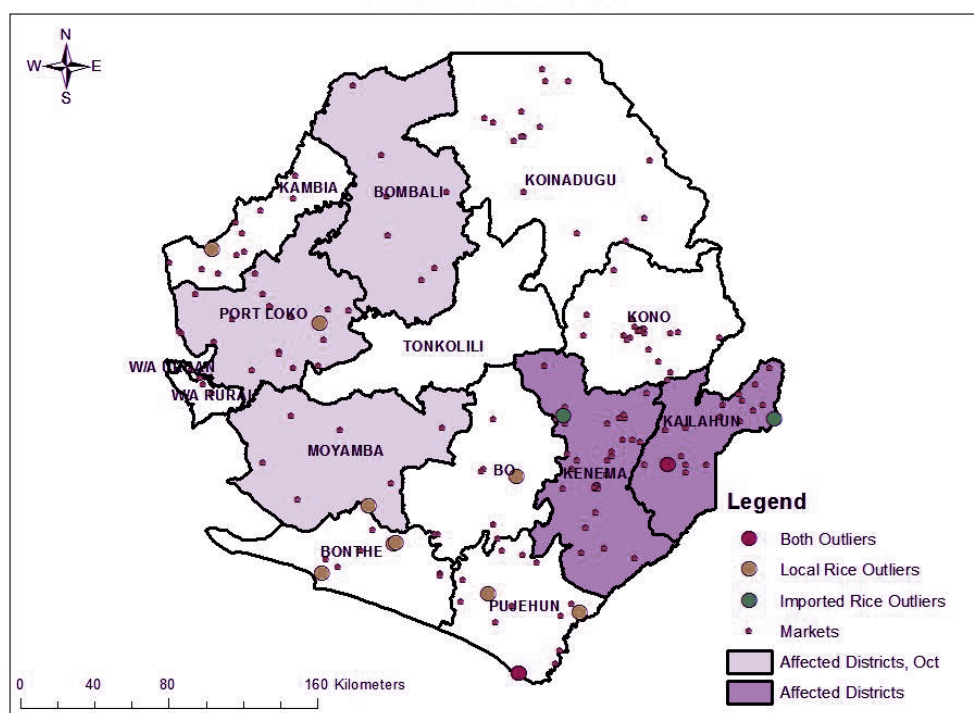 N
W E
S
KAMBIA
BOMBALI
KOINADUGU
PORT LOKO
KONO
TONKOLILI
W/A URBAN
W/A RURAL
KAILAHUN
MOYAMBA
BO
KENEMA
BONTHE
PUJEHUN
Legend
Both Outliers
Local Rice Outliers
Imported Rice Outliers
Markets
Affected Districts, Oct
Affected Districts
0 40 80 160 Kilometers